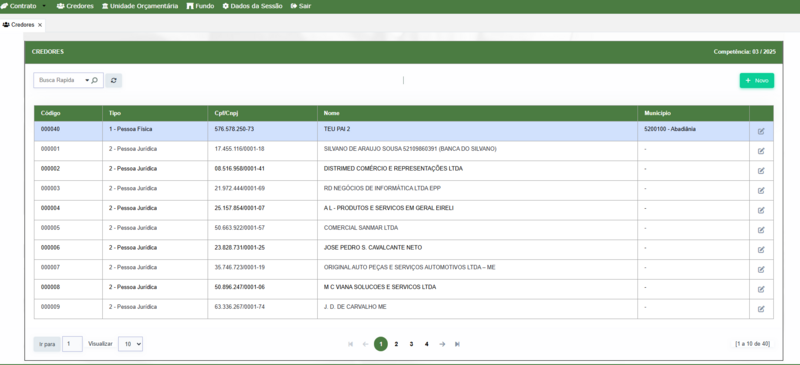 Contrato Credores Unidade Orçamentária Fundo Dados da Sessão Sair
Credores ×
CREDORES Competência: 03 / 2025
Busca Rapida + Novo
Código Tipo Cpf/Cnpj Nome Município
000040 1 - Pessoa Física 576.578.250-73 TEU PAI 2 5200100 - Abadiânia
000001 2 - Pessoa Jurídica 17.455.116/0001-18 SILVANO DE ARAUJO SOUSA 52109860391 (BANCA DO SILVANO) -
000002 2 - Pessoa Jurídica 08.516.958/0001-41 DISTRIMED COMÉRCIO E REPRESENTAÇÕES LTDA -
000003 2 - Pessoa Jurídica 21.972.444/0001-69 RD NEGÓCIOS DE INFORMÁTICA LTDA EPP -
000004 2 - Pessoa Jurídica 25.157.854/0001-07 A L - PRODUTOS E SERVICOS EM GERAL EIRELI -
000005 2 - Pessoa Jurídica 50.663.922/0001-57 COMERCIAL SANMAR LTDA -
000006 2 - Pessoa Jurídica 23.828.731/0001-25 JOSE PEDRO S. CAVALCANTE NETO -
000007 2 - Pessoa Jurídica 35.746.723/0001-19 ORIGINAL AUTO PEÇAS E SERVIÇOS AUTOMOTIVOS LTDA – ME -
000008 2 - Pessoa Jurídica 50.896.247/0001-06 M C VIANA SOLUCOES E SERVICOS LTDA -
000009 2 - Pessoa Jurídica 63.336.267/0001-74 J. D. DE CARVALHO ME -
Ir para 1 Visualizar 10 1 2 3 4 [1 a 10 de 40]